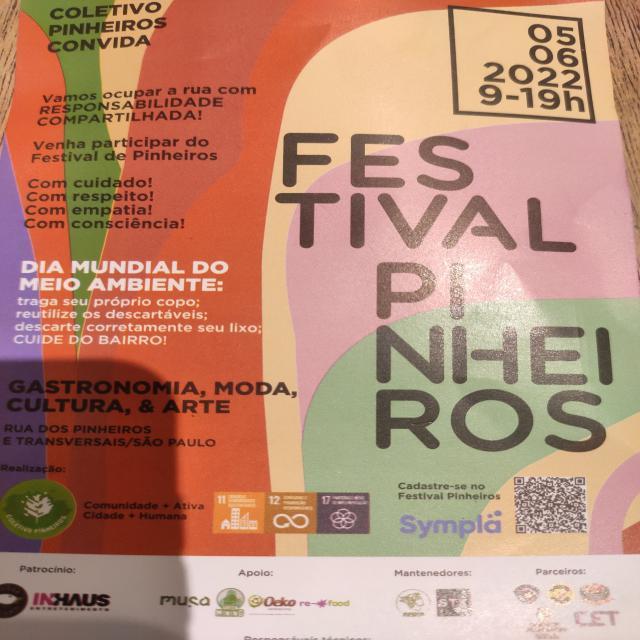 COLETIVO
PINHEIROS
CONVIDA
05
06
2022
9-19h
Vamos ocupar a rua com
RESPONSABILIDADE
COMPARTILHADA!
Venha participar do
Festival de Pinheiros
Com cuidado!
Com respeito!
Com empatia!
Com consciência!
FES
TIVAL
PI
NHEI
ROS
DIA MUNDIAL DO
MEIO AMBIENTE:
traga seu próprio copo;
reutilize os descartáveis;
descarte corretamente seu lixo;
CUIDE DO BAIRRO!
GASTRONOMIA, MODA,
CULTURA, & ARTE
RUA DOS PINHEIROS
E TRANSVERSAIS/SÃO PAULO
Realização:
COLETIVO PINHEIROS
Comunidade + Ativa
Cidade + Humana
11
12
17
Cadastre-se no
Festival Pinheiros
Sympla
Patrocínio:
INHAUS
ENTRETENIMENTO
Apoio:
muda
Oeko
re food
Mantenedores:
Parceiros:
CET